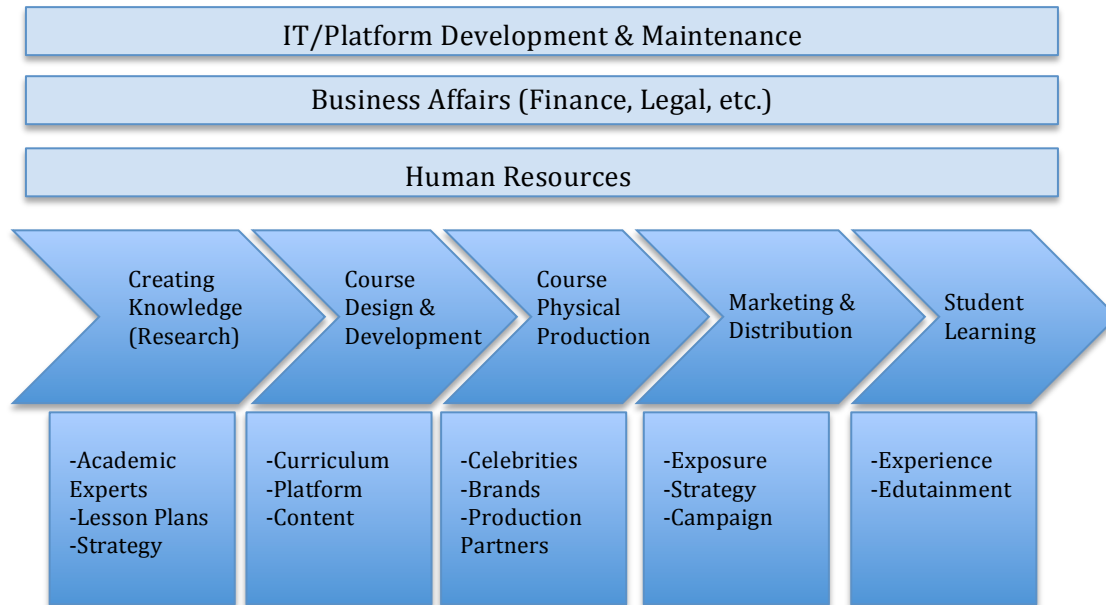 IT/Platform Development & Maintenance
Business Affairs (Finance, Legal, etc.)
Human Resources
Creating
Knowledge
(Research)
Course
Design &
Development
Course
Physical
Production
Marketing &
Distribution
Student
Learning
-Academic
Experts
-Lesson Plans
-Strategy
-Curriculum
-Platform
-Content
-Celebrities
-Brands
-Production
Partners
-Exposure
-Strategy
-Campaign
-Experience
-Edutainment